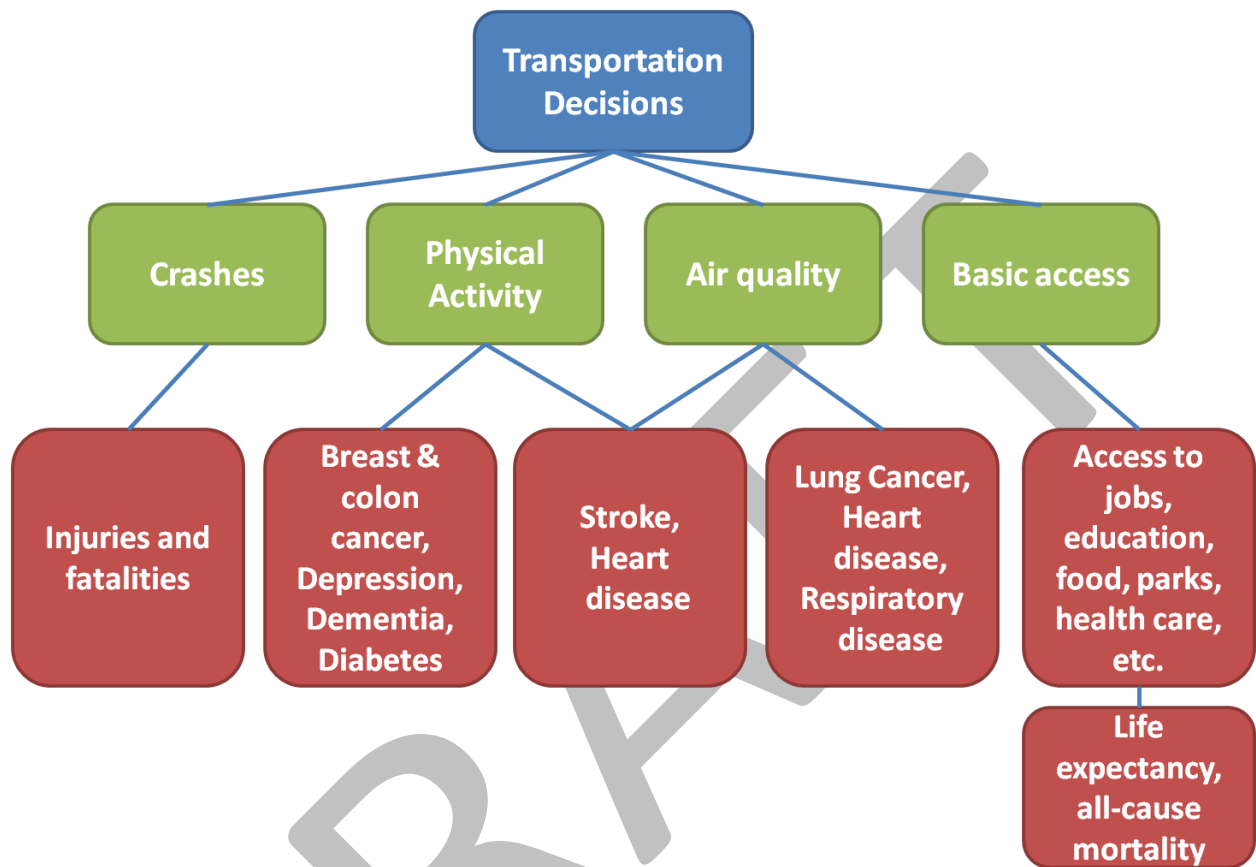 Transportation
Decisions
Crashes
Physical
Activity
Air quality
Basic access
Injuries and
fatalities
Breast &
colon
cancer,
Depression,
Dementia,
Diabetes
Stroke,
Heart
disease
Lung Cancer,
Heart
disease,
Respiratory
disease
Access to
jobs,
education,
food, parks,
health care,
etc.
Life
expectancy,
all-cause
mortality